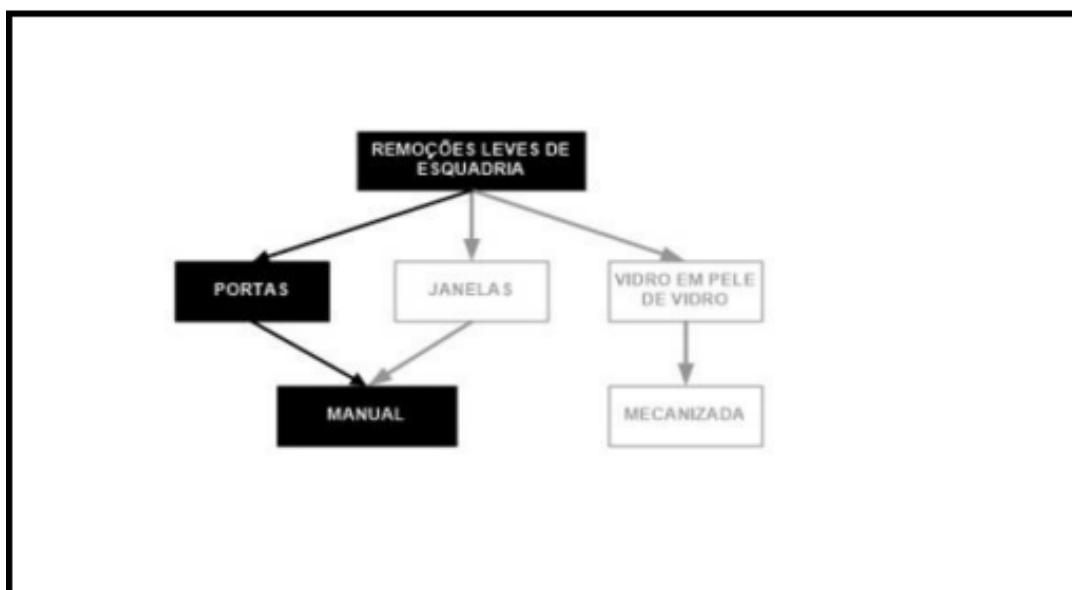 REMOÇÕES LEVES DE
ESQUADRIA
PORTAS
JANELAS
VIDRO EM PELE
DE VIDRO
MANUAL
MECANIZADA